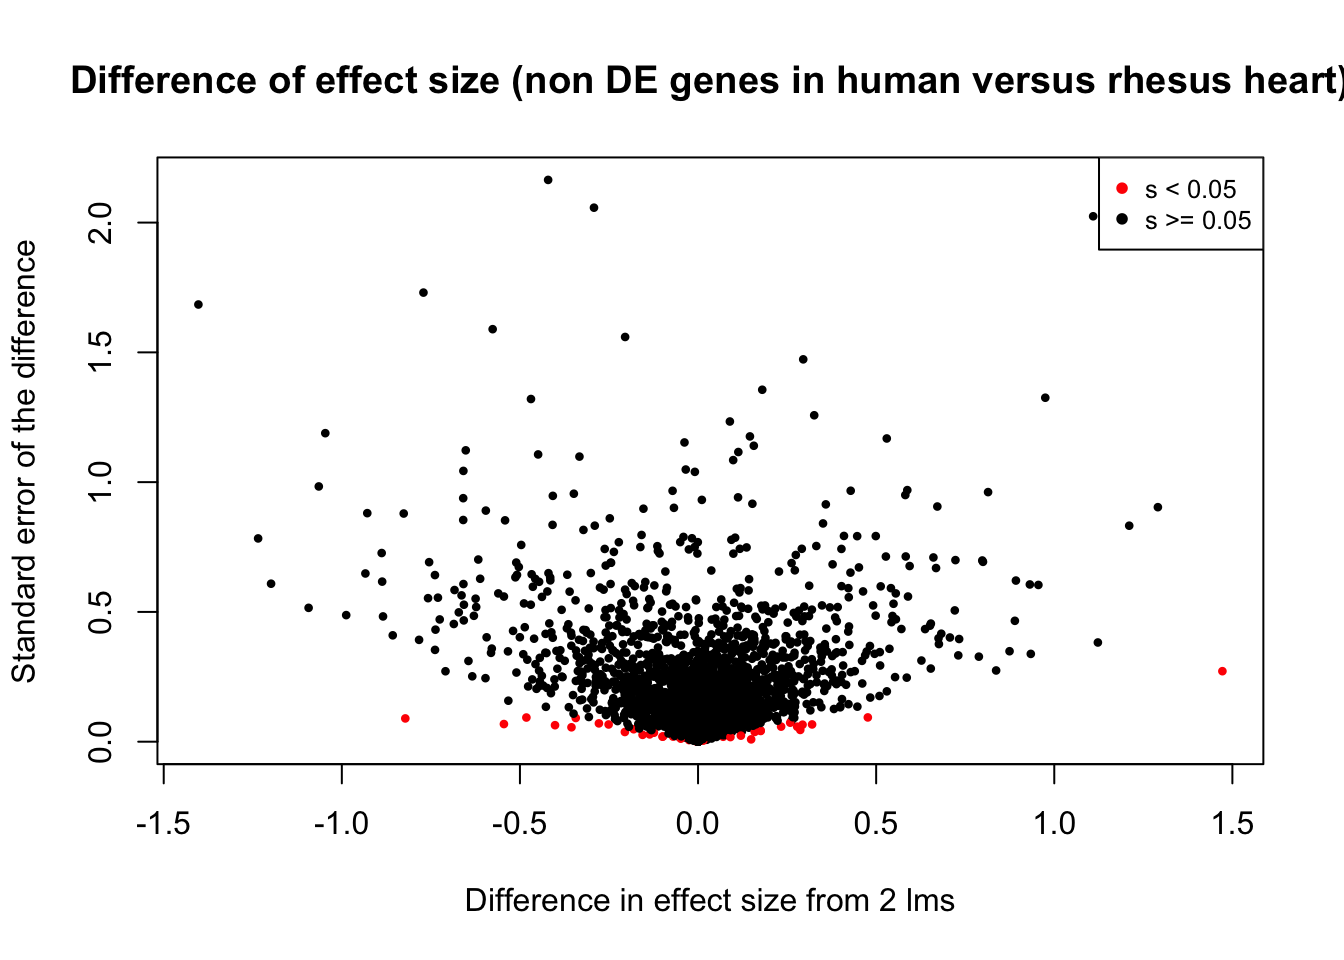 Difference of effect size (non DE genes in human versus rhesus heart)
s < 0.05
s >= 0.05
Standard error of the difference
2.0
1.5
1.0
0.5
0.0
-1.5 -1.0 -0.5 0.0 0.5 1.0 1.5
Difference in effect size from 2 lms